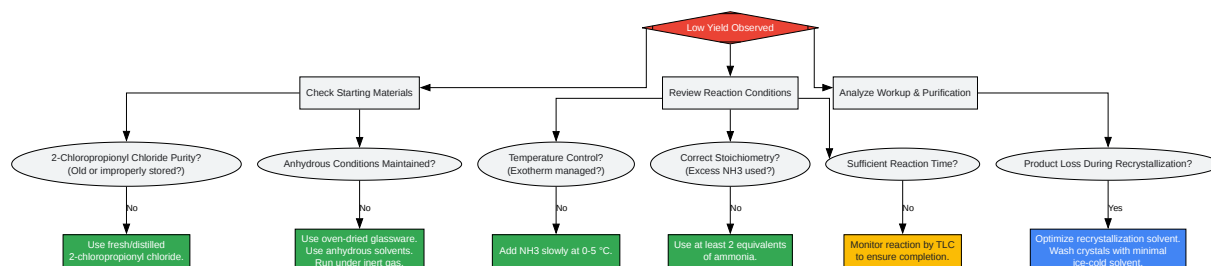 Low Yield Observed
Check Starting Materials
Review Reaction Conditions
Analyze Workup & Purification
2-Chloropropionyl Chloride Purity?
(Old or improperly stored?)
Anhydrous Conditions Maintained?
Temperature Control?
(Exotherm managed?)
Correct Stoichiometry?
(Excess NH3 used?)
Sufficient Reaction Time?
Product Loss During Recrystallization?
No
No
No
No
No
Yes
Use fresh/distilled
2-chloropropionyl chloride.
Use oven-dried glassware.
Use anhydrous solvents.
Run under inert gas.
Add NH3 slowly at 0-5 °C.
Use at least 2 equivalents
of ammonia.
Monitor reaction by TLC
to ensure completion.
Optimize recrystallization solvent.
Wash crystals with minimal
ice-cold solvent.